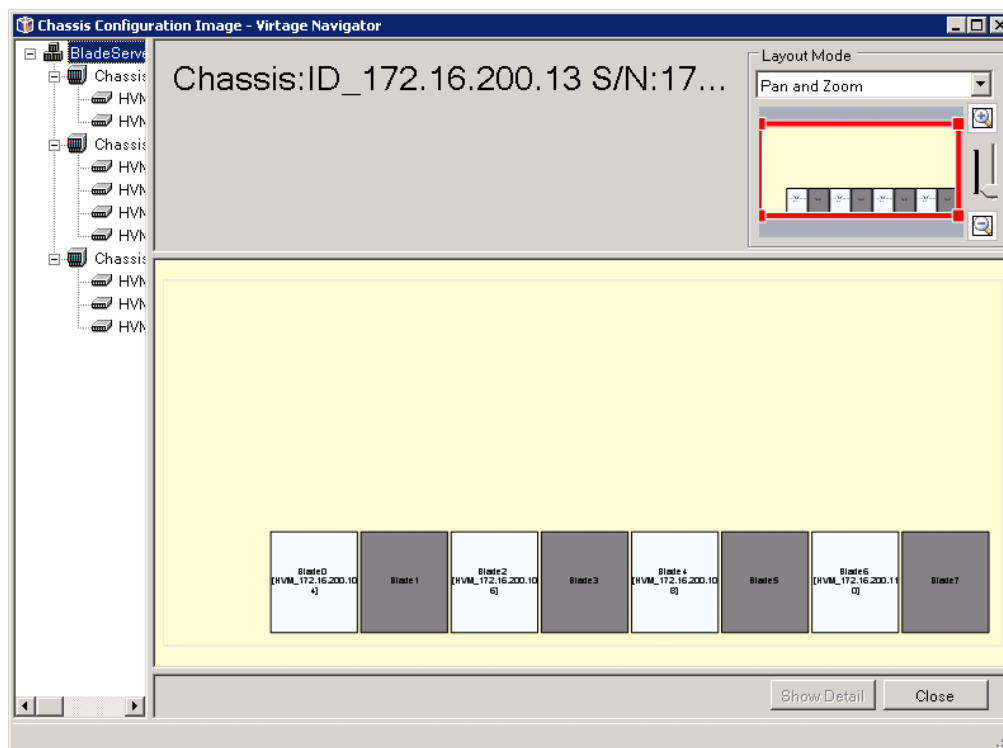 Chassis Configuration Image - Virtage Navigator
BladeServe
Chassis
HVM
HVM
Chassis
HVM
HVM
HVM
HVM
Chassis
HVM
HVM
HVM
Chassis:ID_172.16.200.13 S/N:17...
Layout Mode
Pan and Zoom
Blade0
[HVM_172.16.200.10
4]
Blade1
Blade2
[HVM_172.16.200.10
6]
Blade3
Blade4
[HVM_172.16.200.10
8]
Blade5
Blade6
[HVM_172.16.200.11
0]
Blade7
Show Detail
Close